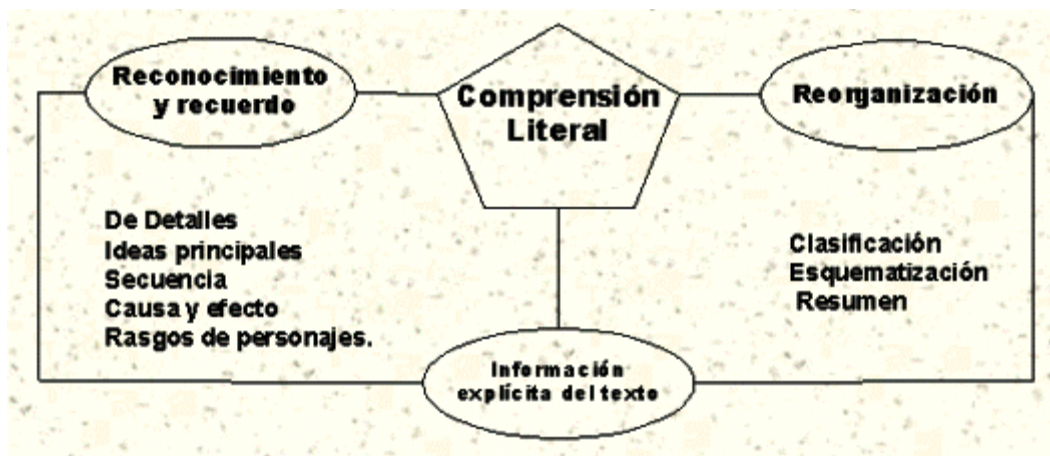 Reconocimiento
y recuerdo
Comprensión
Literal
Reorganización
De Detalles
Ideas principales
Secuencia
Causa y efecto
Rasgos de personajes.
Clasificación
Esquematización
Resumen
Información
explícita del texto